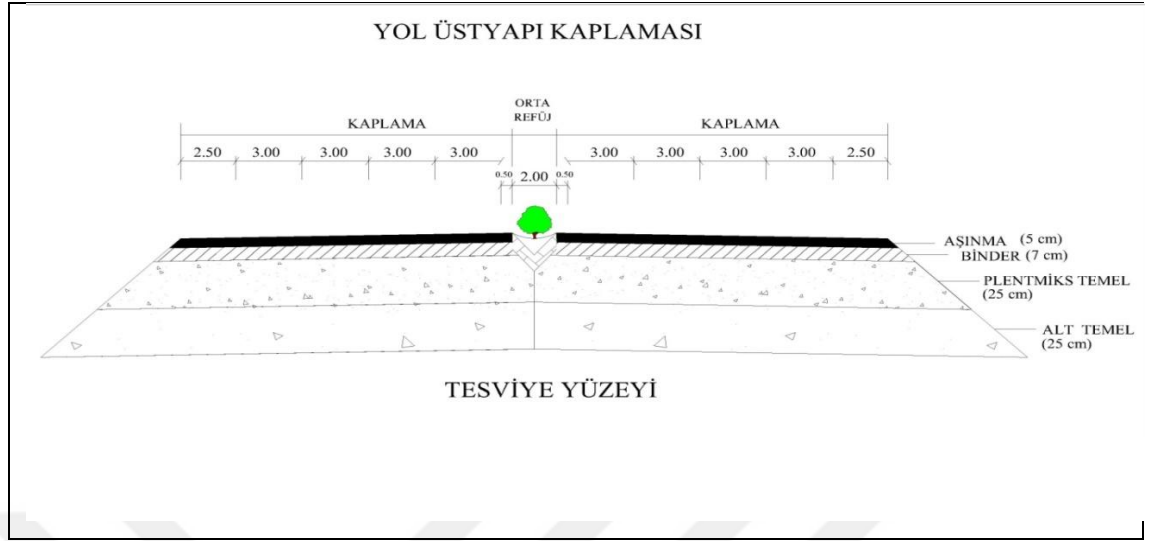 YOL ÜSTYAPI KAPLAMASI
ORTA
REFÜJ
KAPLAMA KAPLAMA
2.50 3.00 3.00 3.00 3.00 3.00 3.00 3.00 3.00 2.50
0.50 2.00 0.50
AŞINMA (5 cm)
BİNDER (7 cm)
PLENTMİKS TEMEL
(25 cm)
ALT TEMEL
(25 cm)
TESVİYE YÜZEYİ